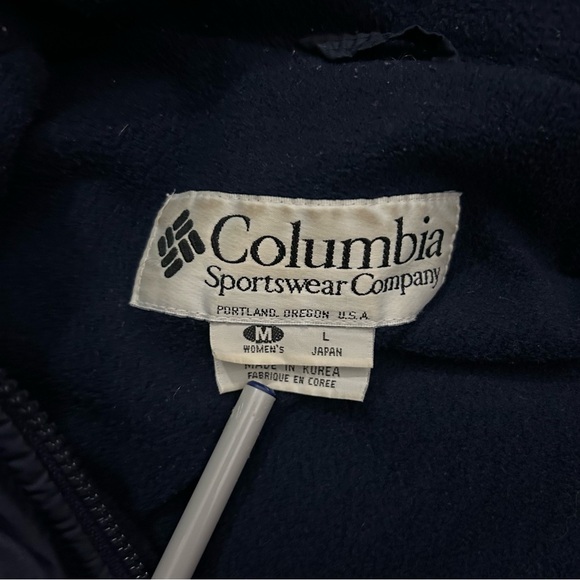 Columbia
Sportswear Company
PORTLAND, OREGON U.S.A.
M L
WOMEN'S JAPAN
MADE IN KOREA
FABRIQUE EN COREE